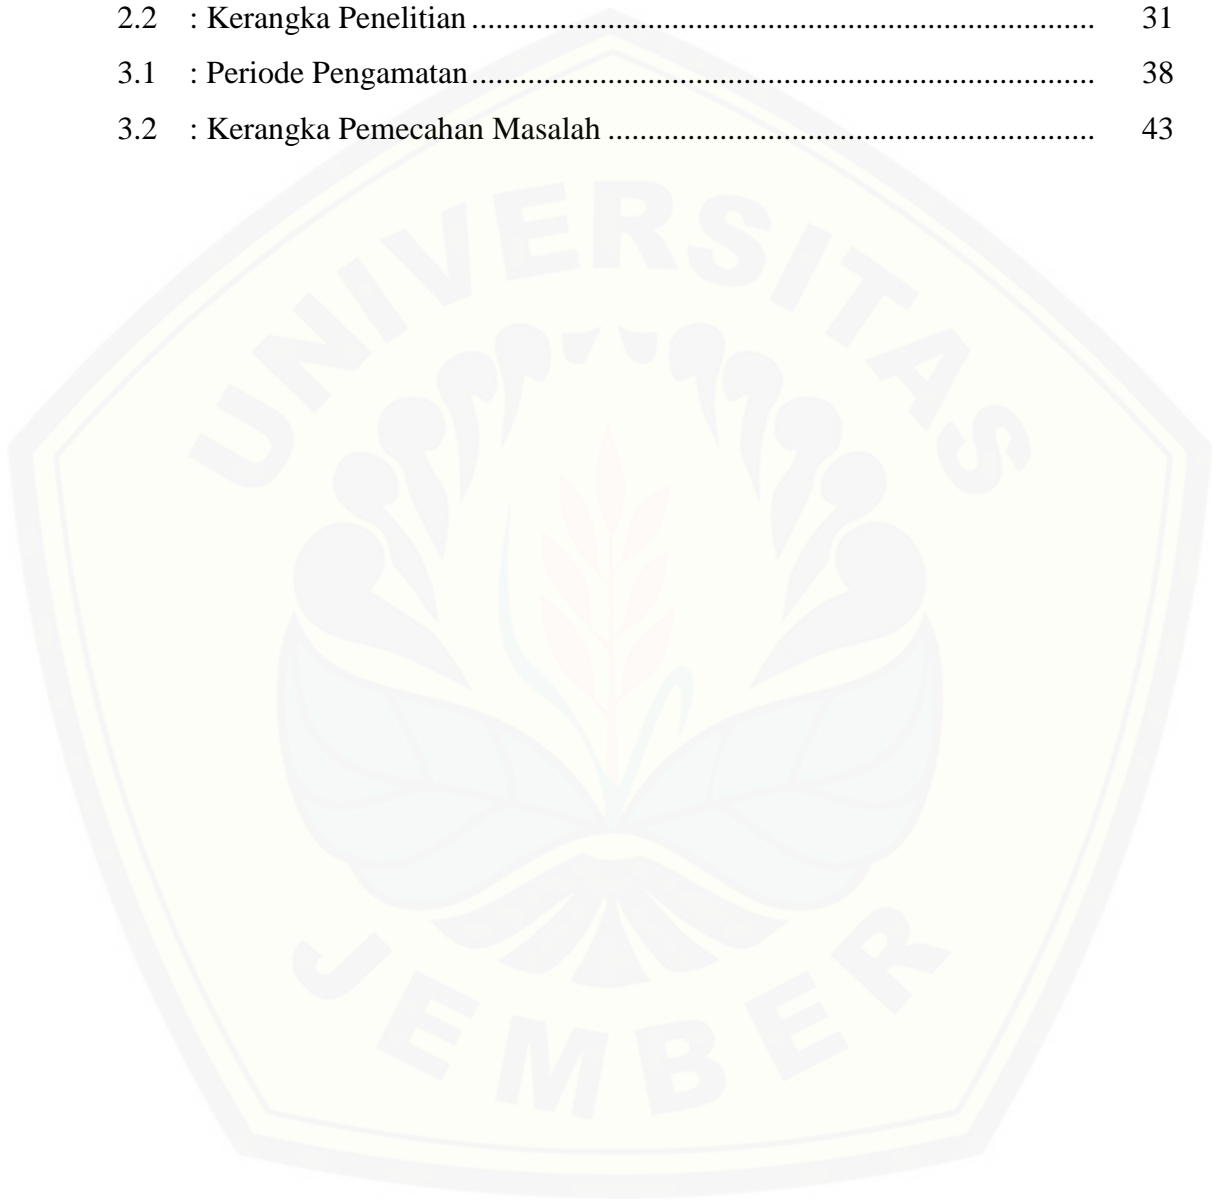 2.2 : Kerangka Penelitian ............................................................................... 31
3.1 : Periode Pengamatan ............................................................................... 38
3.2 : Kerangka Pemecahan Masalah ............................................................. 43
UNIVERSITAS
JEMBER